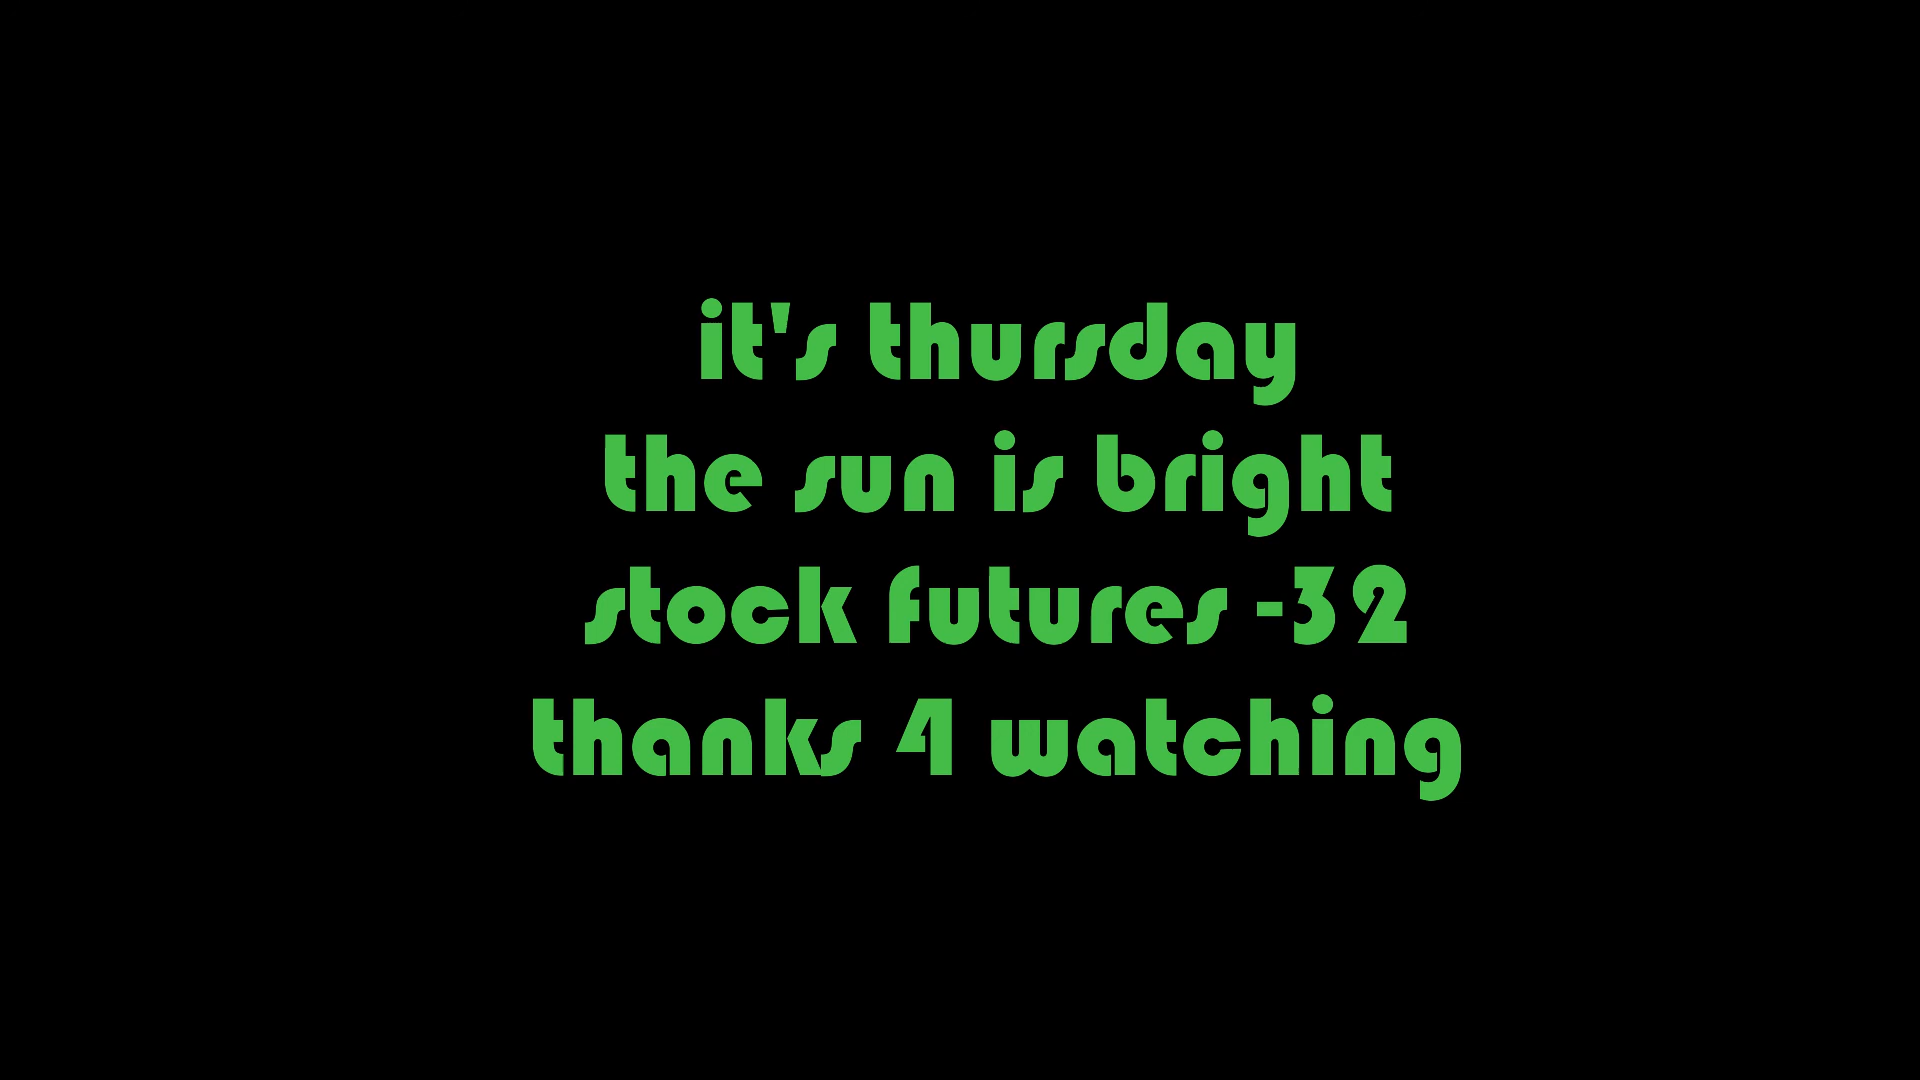 it's thursday
the sun is bright
stock futures -32
thanks 4 watching